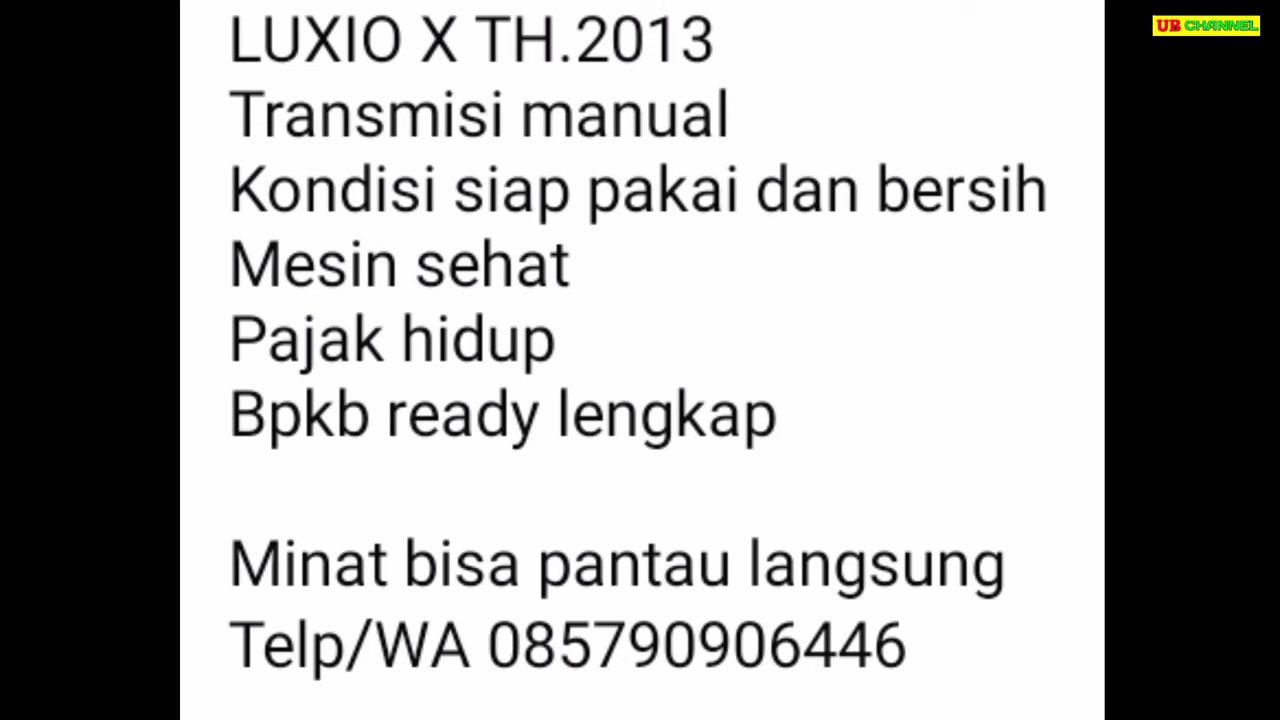 LUXIO X TH.2013
UB CHANNEL
Transmisi manual
Kondisi siap pakai dan bersih
Mesin sehat
Pajak hidup
Bpkb ready lengkap
Minat bisa pantau langsung
Telp/WA 085790906446